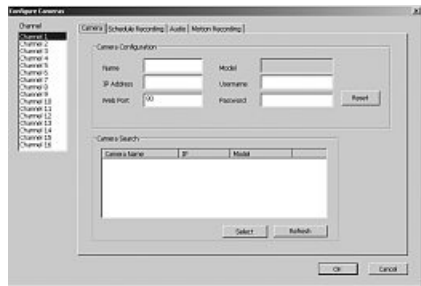 Configure Cameras
Channel
Channel 1
Channel 2
Channel 3
Channel 4
Channel 5
Channel 6
Channel 7
Channel 8
Channel 9
Channel 10
Channel 11
Channel 12
Channel 13
Channel 14
Channel 15
Channel 16
Camera Schedule Recording Audio Motion Recording
Camera Configuration
Name Model
IP Address Username
Web Port Password Reset
Camera Search
Camera Name IP Model
Select Refresh
OK Cancel